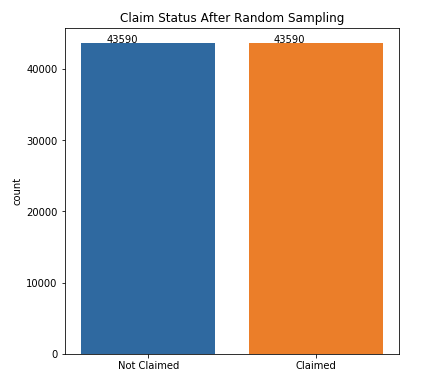 Claim Status After Random Sampling
43590
43590
40000
30000
20000
10000
0
count
Not Claimed
Claimed